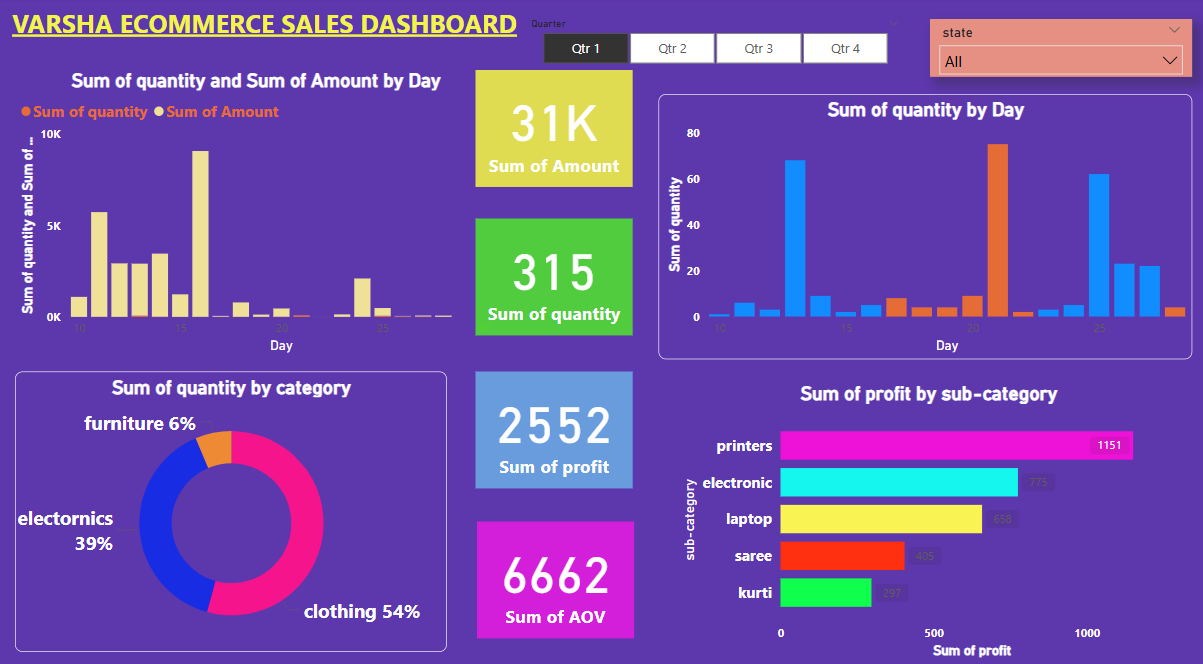 VARSHA ECOMMERCE SALES DASHBOARD
Quarter
Qtr 1
Qtr 2
Qtr 3
Qtr 4
state
All
Sum of quantity and Sum of Amount by Day
Sum of quantity
Sum of Amount
Sum of quantity and Sum of ...
10K
5K
0K
10
15
20
25
Day
31K
Sum of Amount
315
Sum of quantity
2552
Sum of profit
6662
Sum of AOV
Sum of quantity by Day
Sum of quantity
80
60
40
20
0
10
15
20
25
Day
Sum of quantity by category
furniture 6%
electornics
39%
clothing 54%
Sum of profit by sub-category
sub-category
printers
1151
electronic
775
laptop
658
saree
405
kurti
297
0
500
1000
Sum of profit